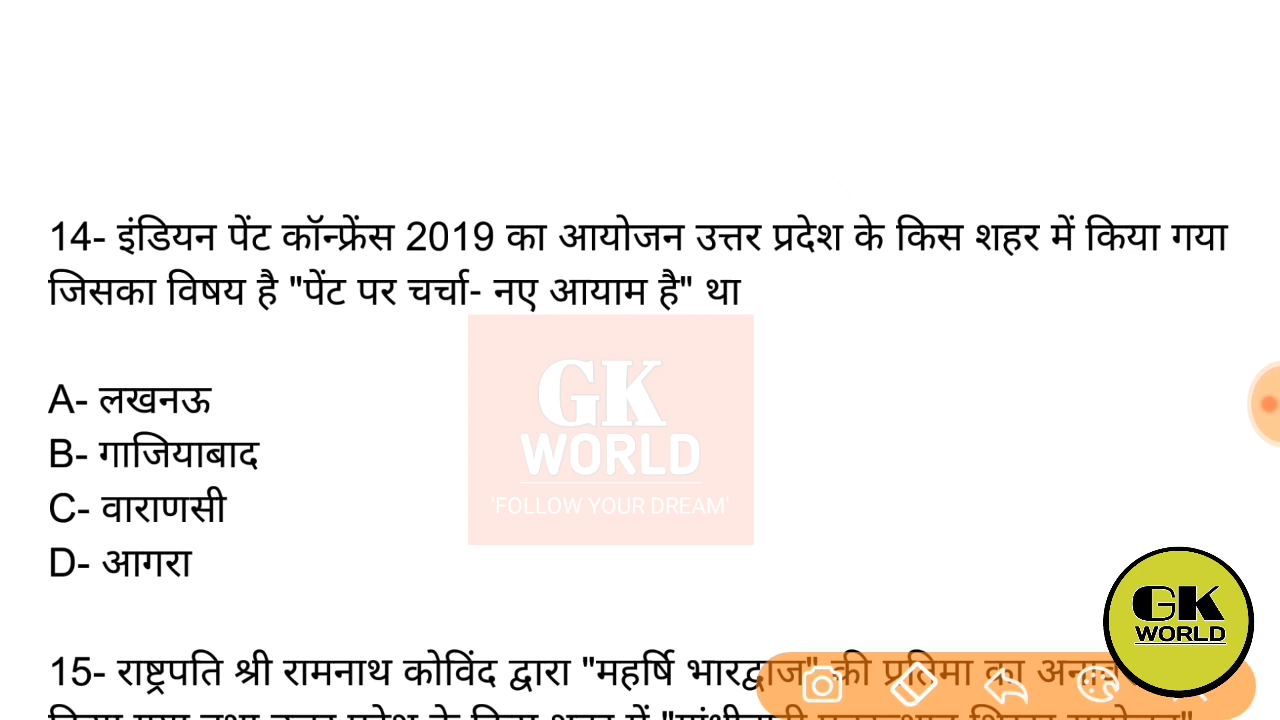 14- इंडियन पेंट कॉन्फ्रेंस 2019 का आयोजन उत्तर प्रदेश के किस शहर में किया गया
जिसका विषय है "पेंट पर चर्चा- नए आयाम है" था
GK
WORLD
'FOLLOW YOUR DREAM'
A- लखनऊ
B- गाजियाबाद
C- वाराणसी
D- आगरा
GK
WORLD
15- राष्ट्रपति श्री रामनाथ कोविंद द्वारा "महर्षि भारद्वाज" की प्रतिमा का